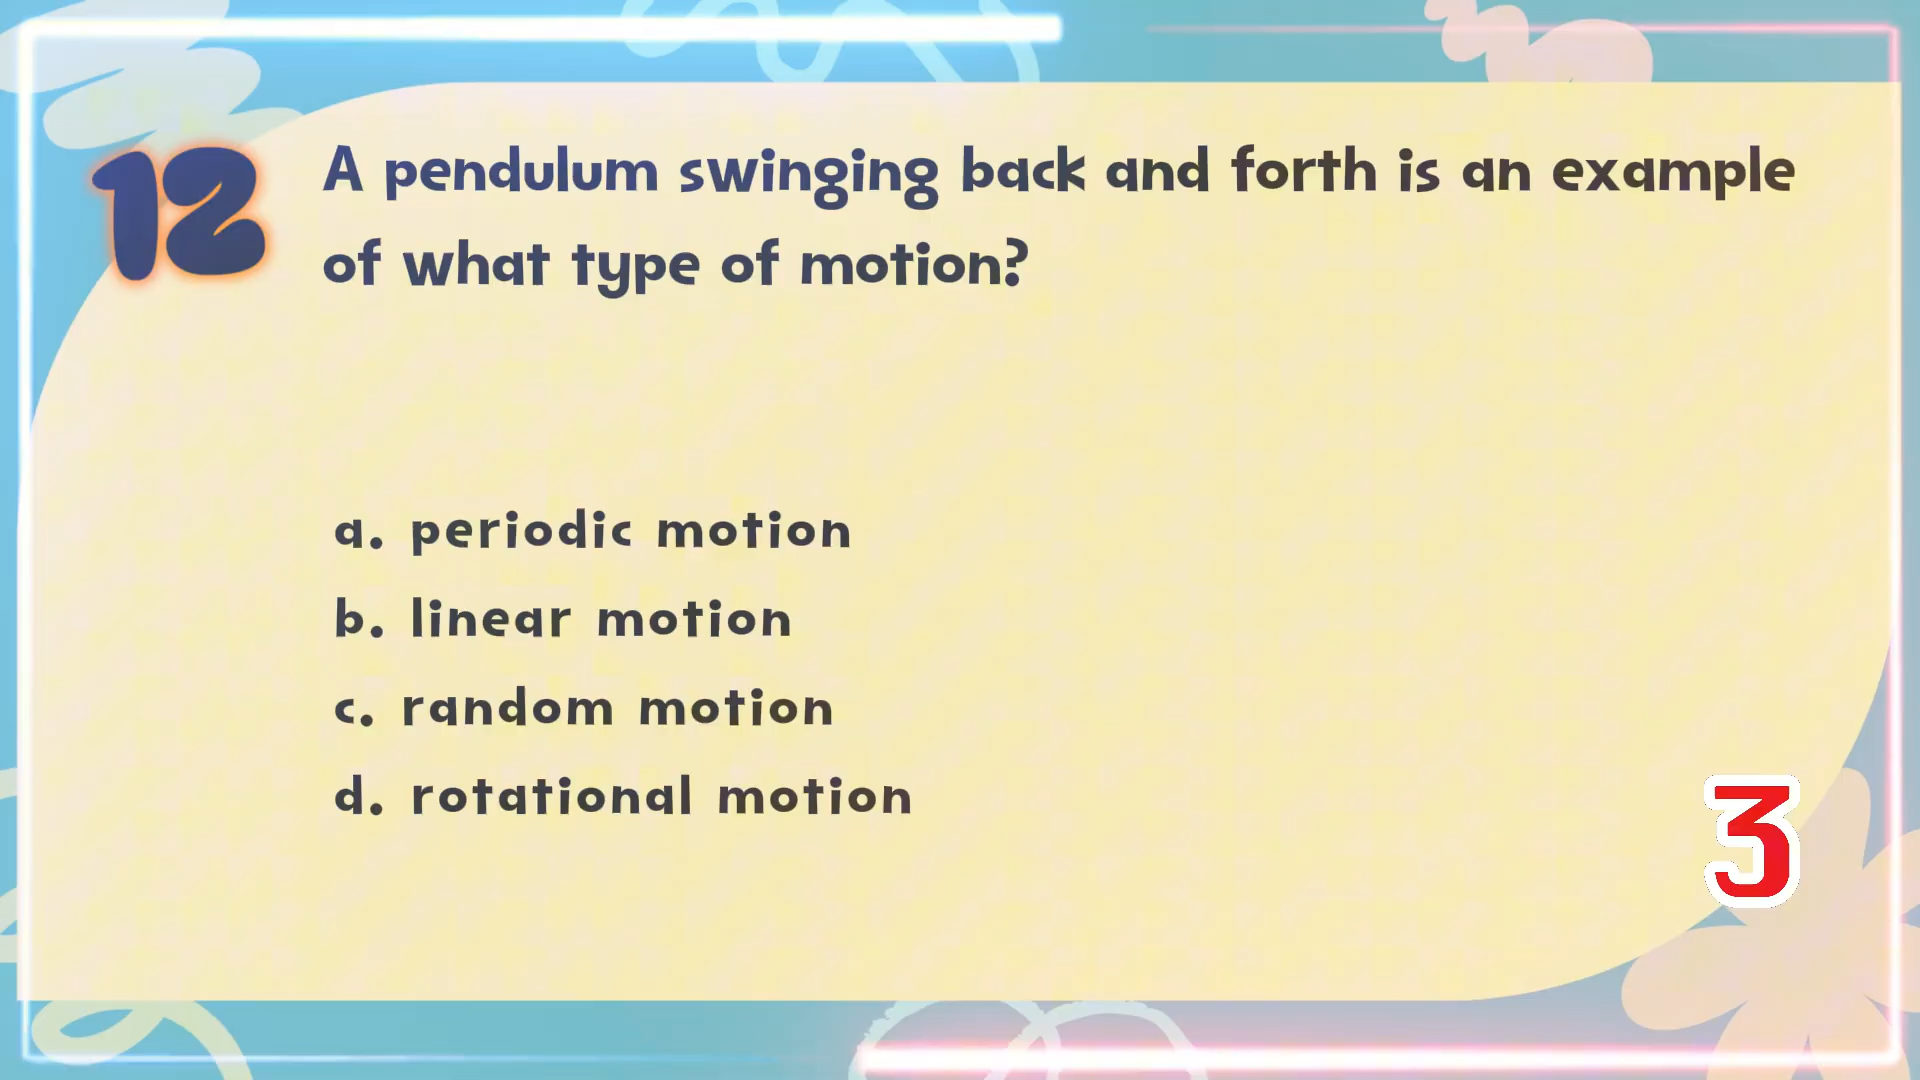 12
A pendulum swinging back and forth is an example
of what type of motion?
a. periodic motion
b. linear motion
c. random motion
d. rotational motion
3